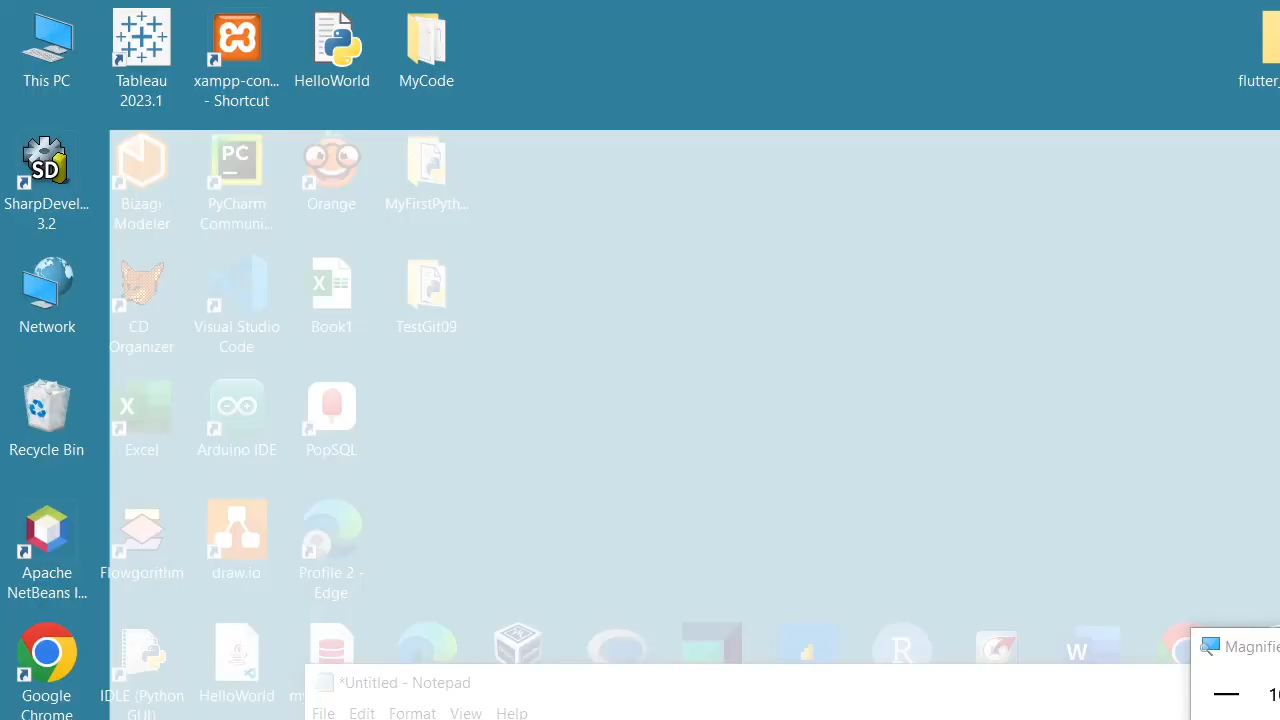 This PC
Tableau
2023.1
xampp-con...
- Shortcut
HelloWorld
MyCode
SharpDevel...
3.2
Bizagi
Modeler
PyCharm
Communi...
Orange
MyFirstPyth...
Network
CD
Organizer
Visual Studio
Code
Book1
TestGit09
Recycle Bin
Excel
Arduino IDE
PopSQL
Apache
NetBeans I...
Flowgorithm
draw.io
Profile 2 -
Edge
Google
Chrome
IDLE (Python
GUI)
HelloWorld
*Untitled - Notepad
File Edit Format View Help